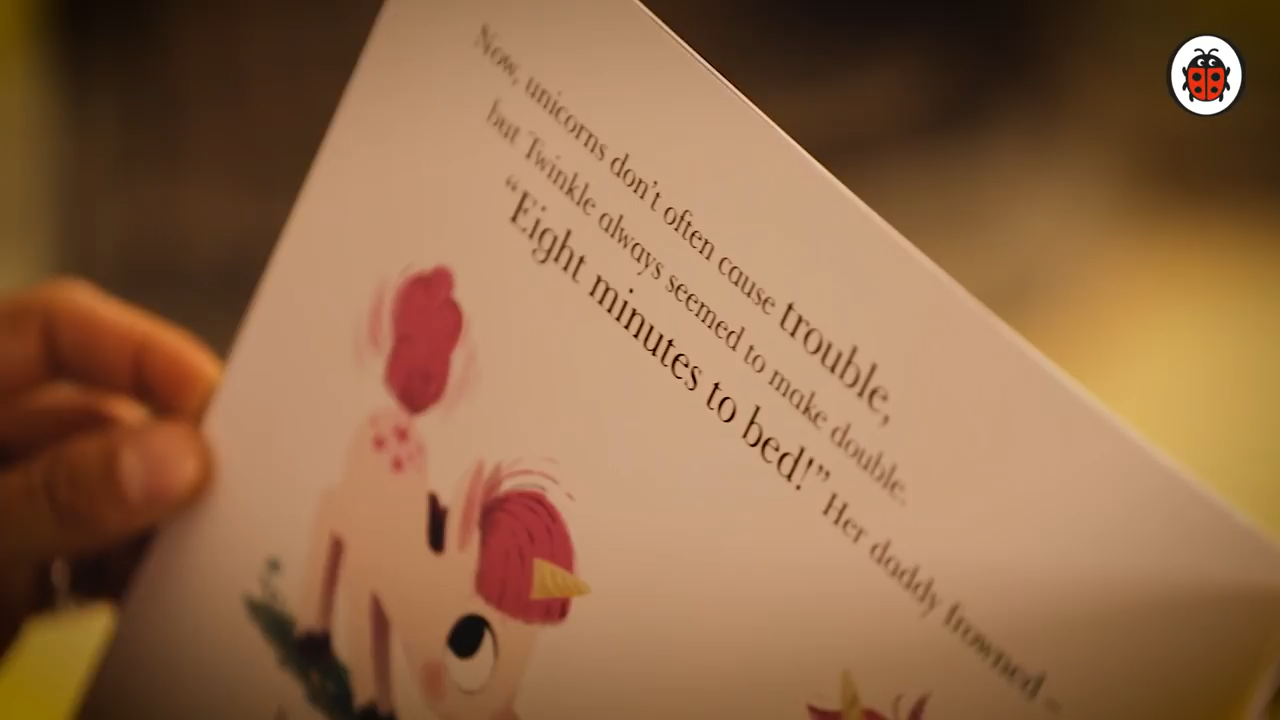 Now, unicorns don't often cause trouble,
but Twinkle always seemed to make double.
“Eight minutes to bed!” Her daddy frowned –